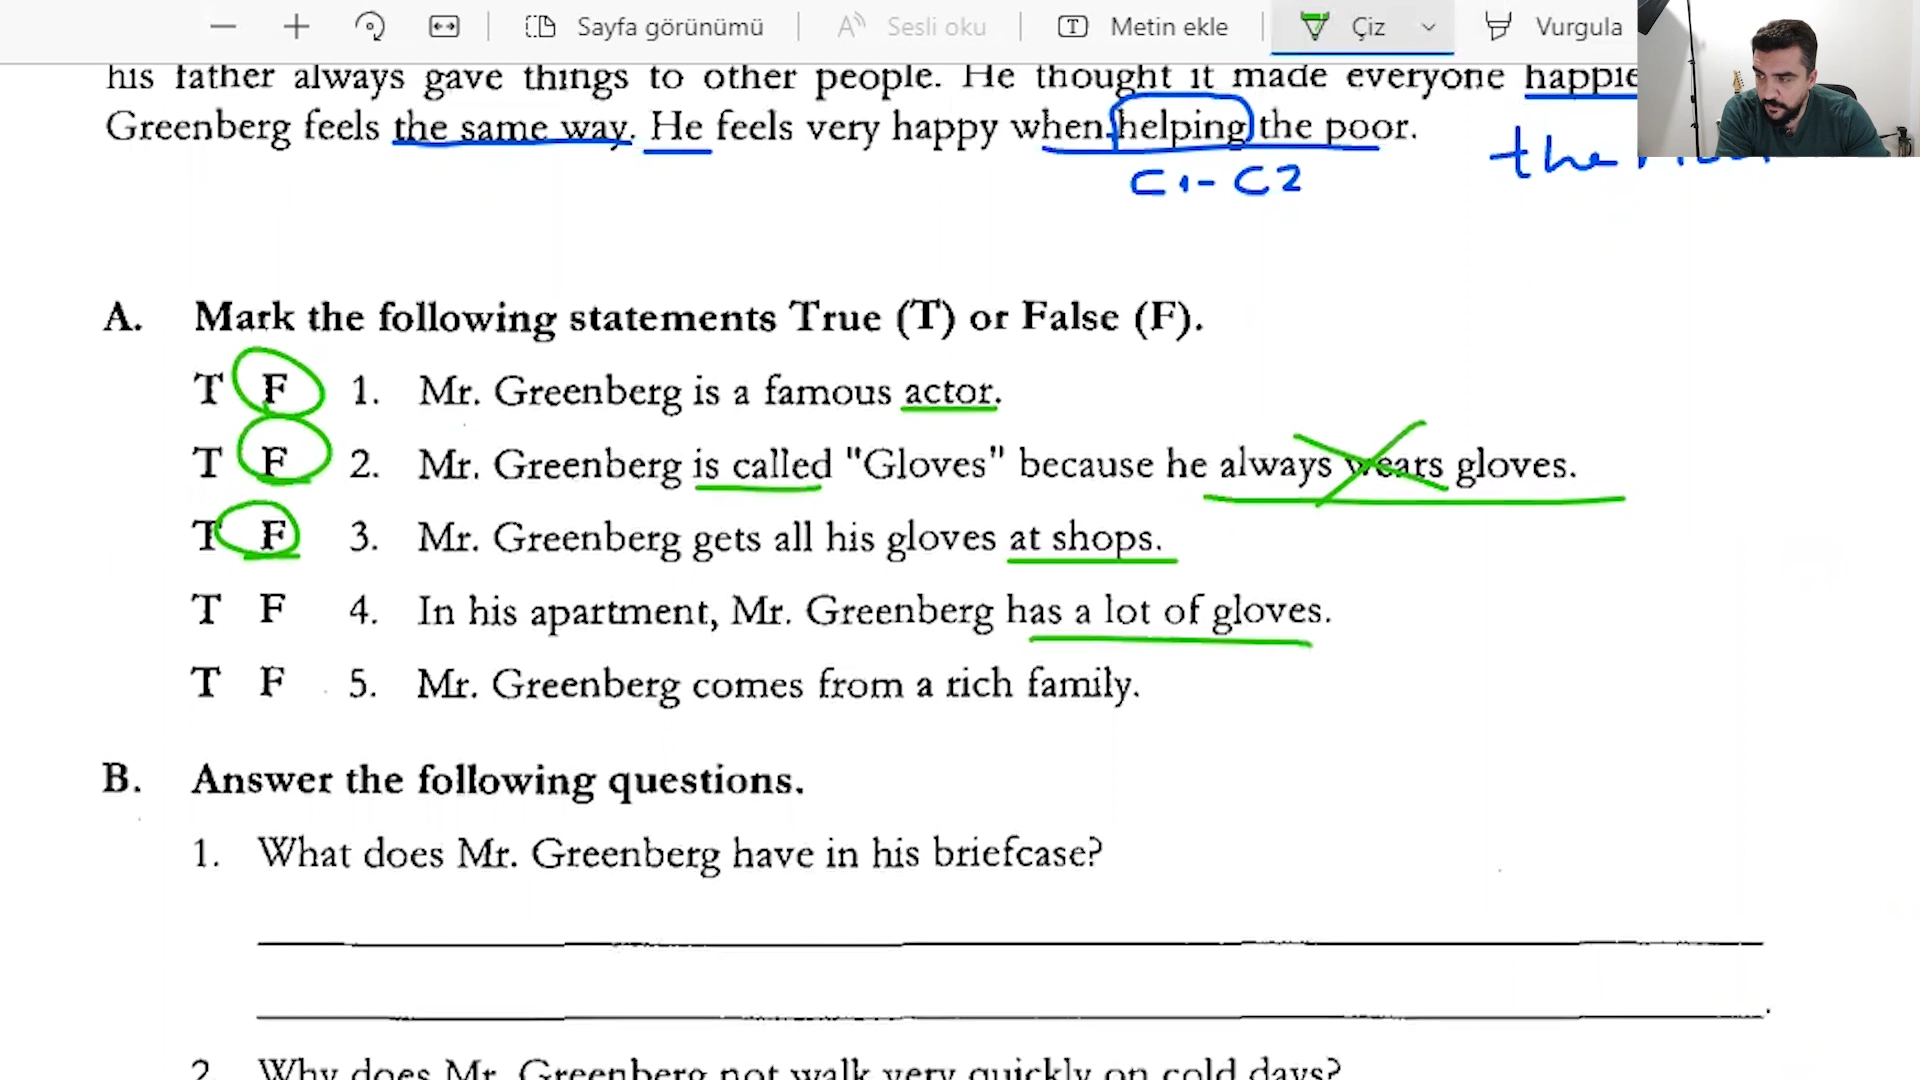 Sayfa görünümü Sesli oku Metin ekle Çiz Vurgula
his father always gave things to other people. He thought it made everyone happie
Greenberg feels the same way. He feels very happy when helping the poor.
the
C1- C2
A. Mark the following statements True (T) or False (F).
T F 1. Mr. Greenberg is a famous actor.
T F 2. Mr. Greenberg is called "Gloves" because he always wears gloves.
T F 3. Mr. Greenberg gets all his gloves at shops.
T F 4. In his apartment, Mr. Greenberg has a lot of gloves.
T F 5. Mr. Greenberg comes from a rich family.
B. Answer the following questions.
1. What does Mr. Greenberg have in his briefcase?
2. Why does Mr. Greenberg not walk very quickly on cold days?